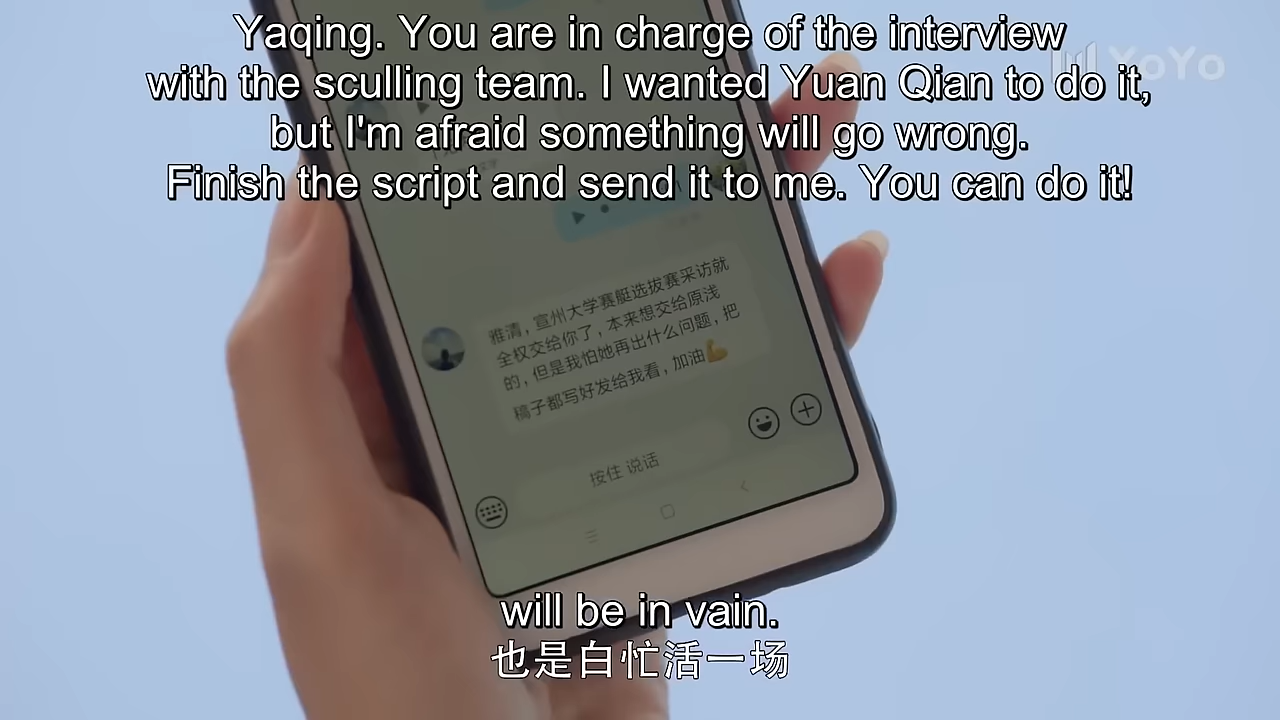 Yaqing. You are in charge of the interview
YoYo
with the sculling team. I wanted Yuan Qian to do it,
but I'm afraid something will go wrong.
Finish the script and send it to me. You can do it!
雅清，宣州大学赛艇选拔赛采访就
全权交给你了，本来想交给原浅
的，但是我怕她再出什么问题，把
稿子都写好发给我看，加油💪
按住 说话
will be in vain.
也是白忙活一场